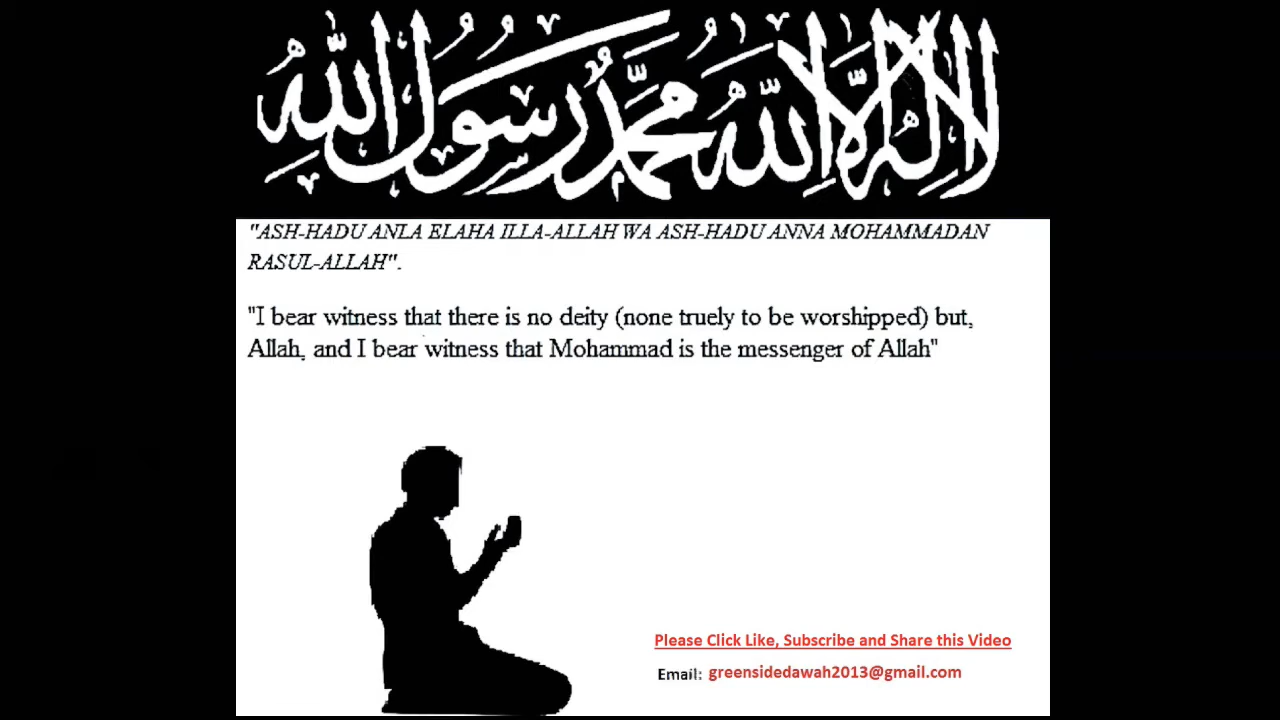 لا إله إلا الله محمد رسول الله
"ASH-HADU ANLA ELAHA ILLA-ALLAH WA ASH-HADU ANNA MOHAMMADAN
RASUL-ALLAH".
"I bear witness that there is no deity (none truely to be worshipped) but,
Allah, and I bear witness that Mohammad is the messenger of Allah"
Please Click Like, Subscribe and Share this Video
Email: greensidedawah2013@gmail.com